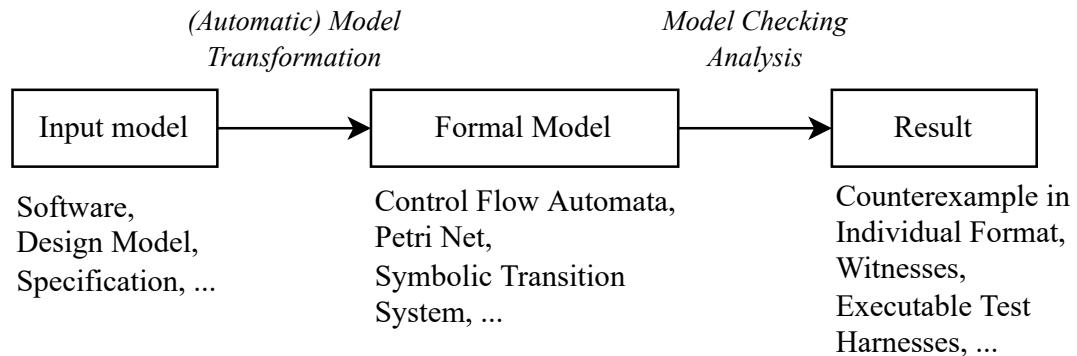 (Automatic) Model
Transformation
Model Checking
Analysis
Input model
Formal Model
Result
Software,
Design Model,
Specification, ...
Control Flow Automata,
Petri Net,
Symbolic Transition
System, ...
Counterexample in
Individual Format,
Witnesses,
Executable Test
Harnesses, ...